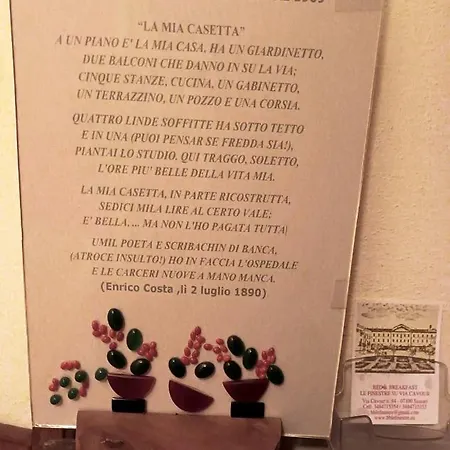 “LA MIA CASETTA”
A UN PIANO E' LA MIA CASA, HA UN GIARDINETTO,
DUE BALCONI CHE DANNO IN SU LA VIA;
CINQUE STANZE, CUCINA, UN GABINETTO,
UN TERRAZZINO, UN POZZO E UNA CORSIA.
QUATTRO LINDE SOFFITTE HA SOTTO TETTO
E IN UNA (PUOI PENSAR SE FREDDA SIA!),
PIANTAI LO STUDIO. QUI TRAGGO, SOLETTO,
L'ORE PIU' BELLE DELLA VITA MIA.
LA MIA CASETTA, IN PARTE RICOSTRUTTA,
SEDICI MILA LIRE AL CERTO VALE;
E' BELLA, ... MA NON L'HO PAGATA TUTTA!
UMIL POETA E SCRIBACHIN DI BANCA,
(ATROCE INSULTO!) HO IN FACCIA L'OSPEDALE
E LE CARCERI NUOVE A MANO MANCA.
(Enrico Costa ,lì 2 luglio 1890)
BED& BREAKFAST
LE FINESTRE SU VIA CAVOUR